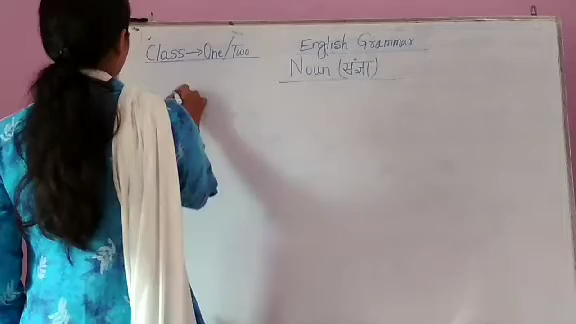 Class→One/Two
English Grammar
Noun (संज्ञा)